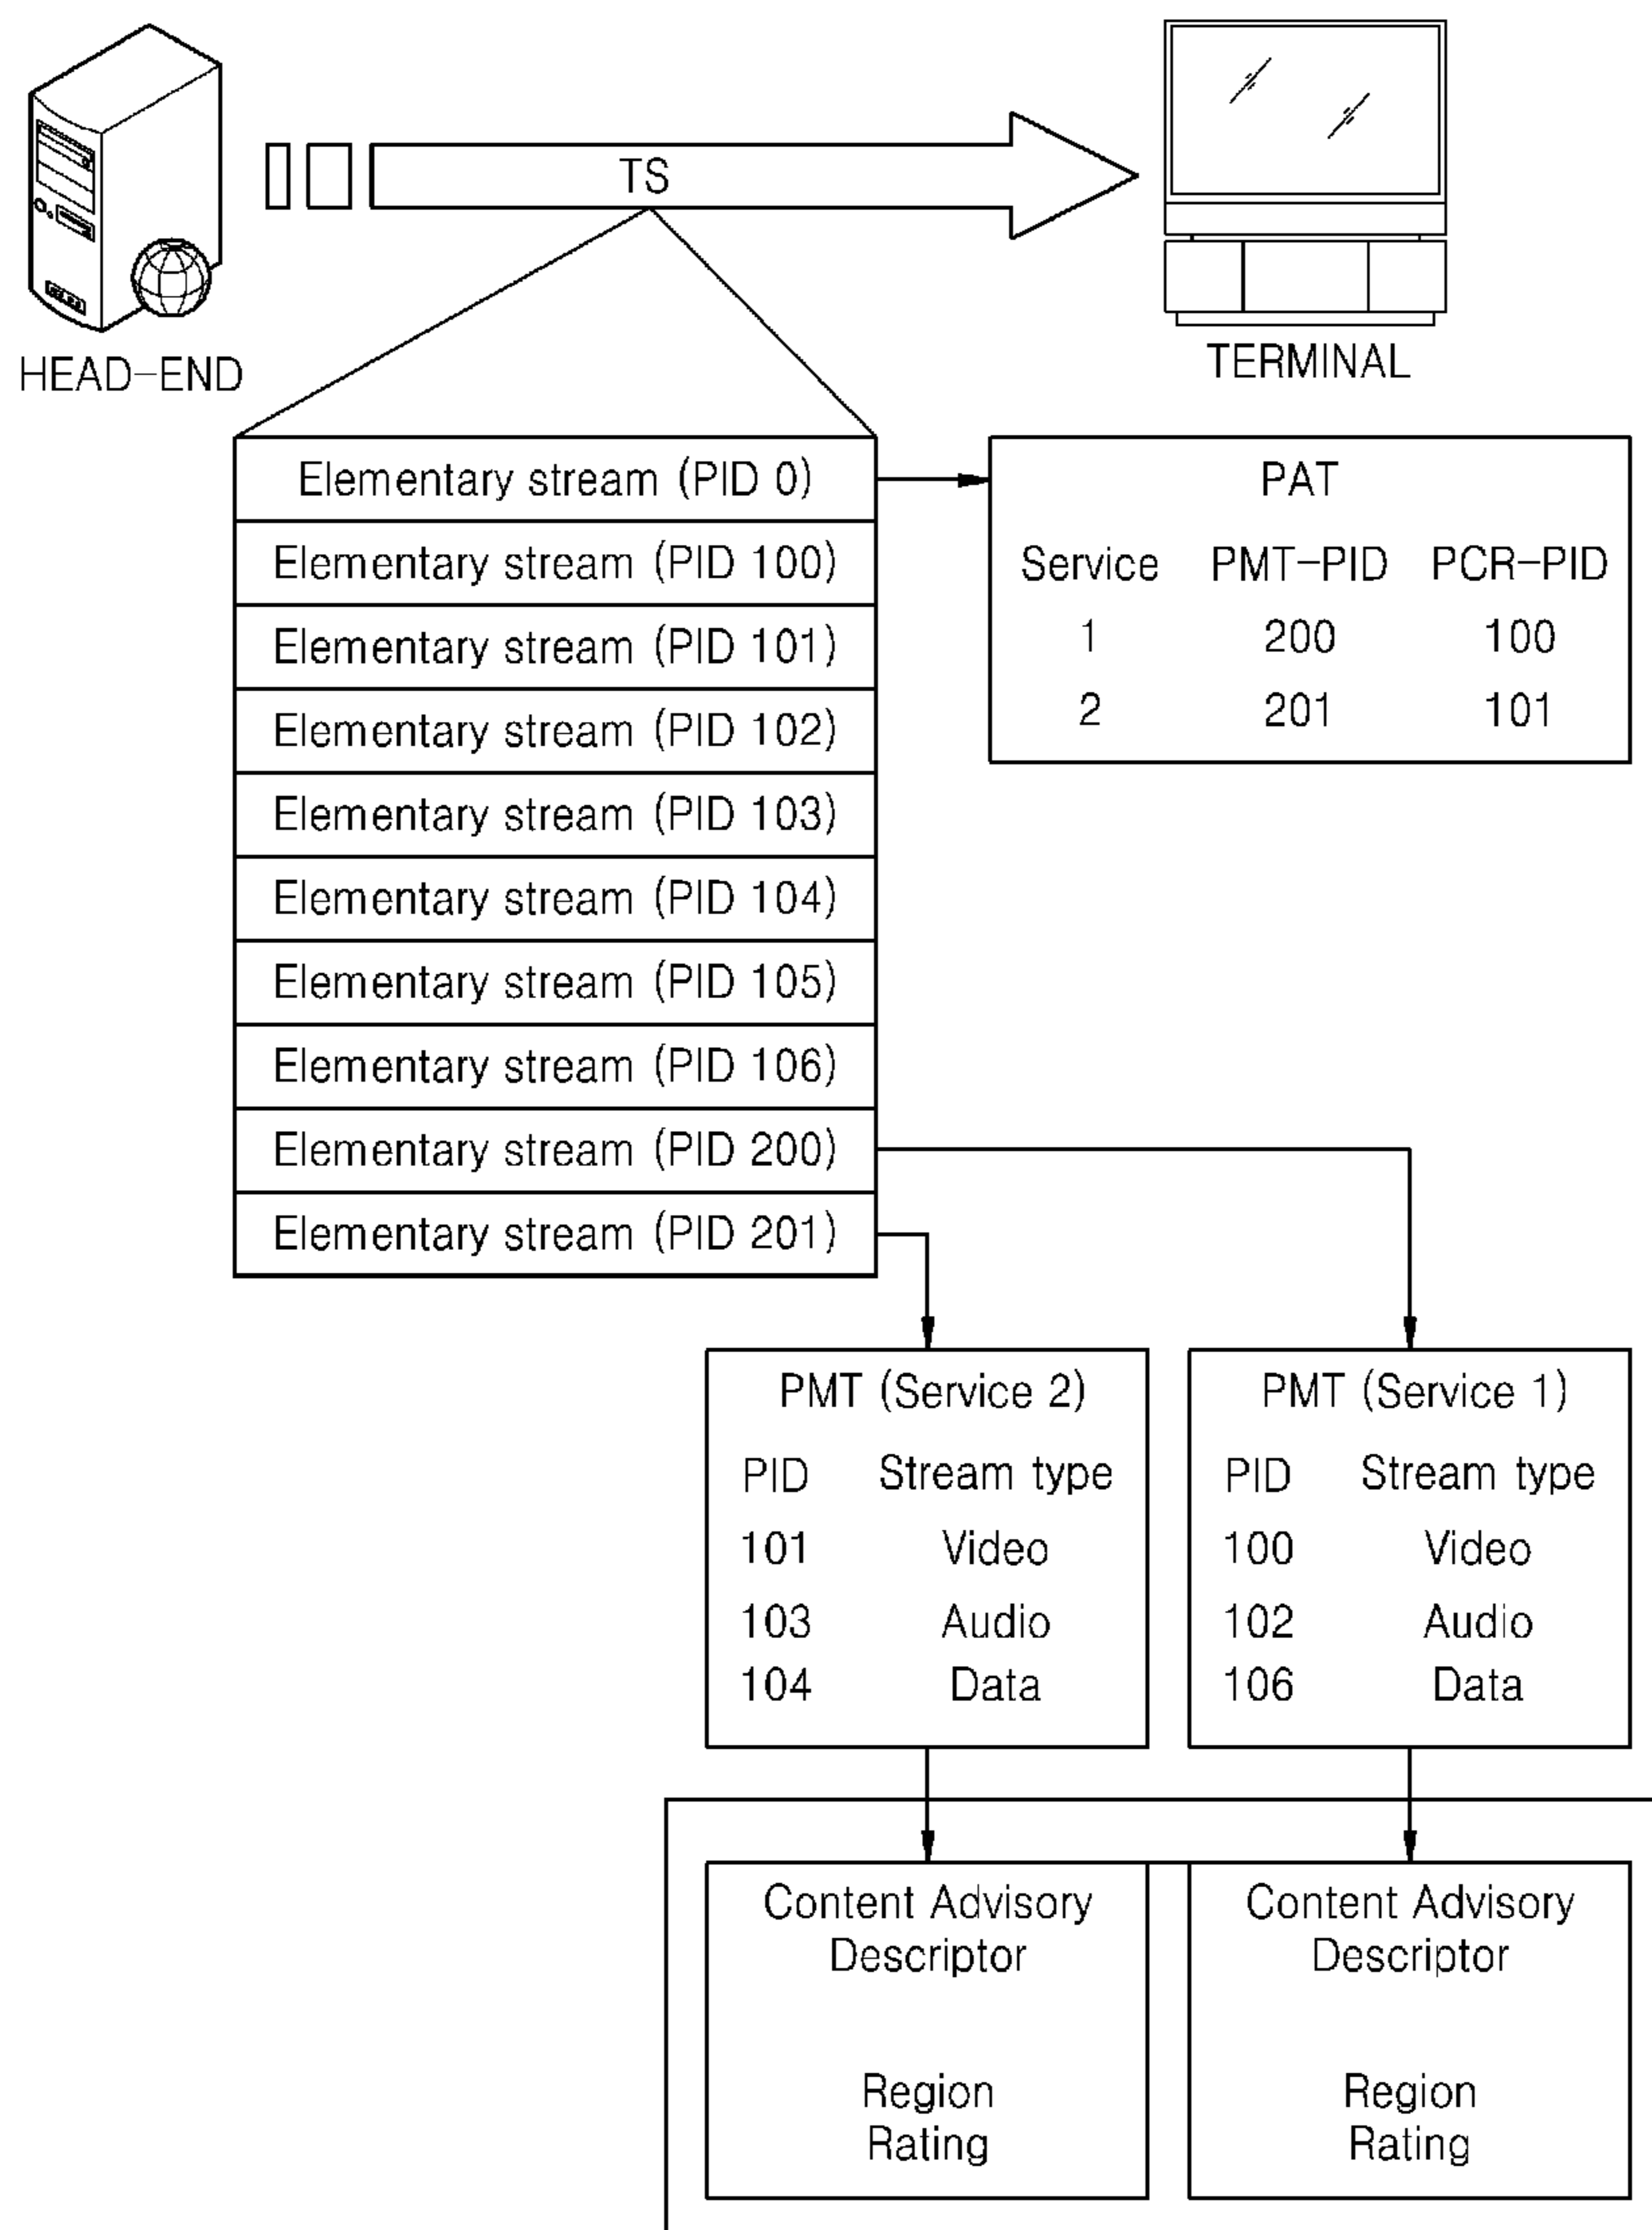 TS
HEAD-END
TERMINAL
Elementary stream (PID 0)
Elementary stream (PID 100)
Elementary stream (PID 101)
Elementary stream (PID 102)
Elementary stream (PID 103)
Elementary stream (PID 104)
Elementary stream (PID 105)
Elementary stream (PID 106)
Elementary stream (PID 200)
Elementary stream (PID 201)
PAT
Service PMT-PID PCR-PID
1 200 100
2 201 101
PMT (Service 2)
PID Stream type
101 Video
103 Audio
104 Data
PMT (Service 1)
PID Stream type
100 Video
102 Audio
106 Data
Content Advisory
Descriptor
Region
Rating
Content Advisory
Descriptor
Region
Rating